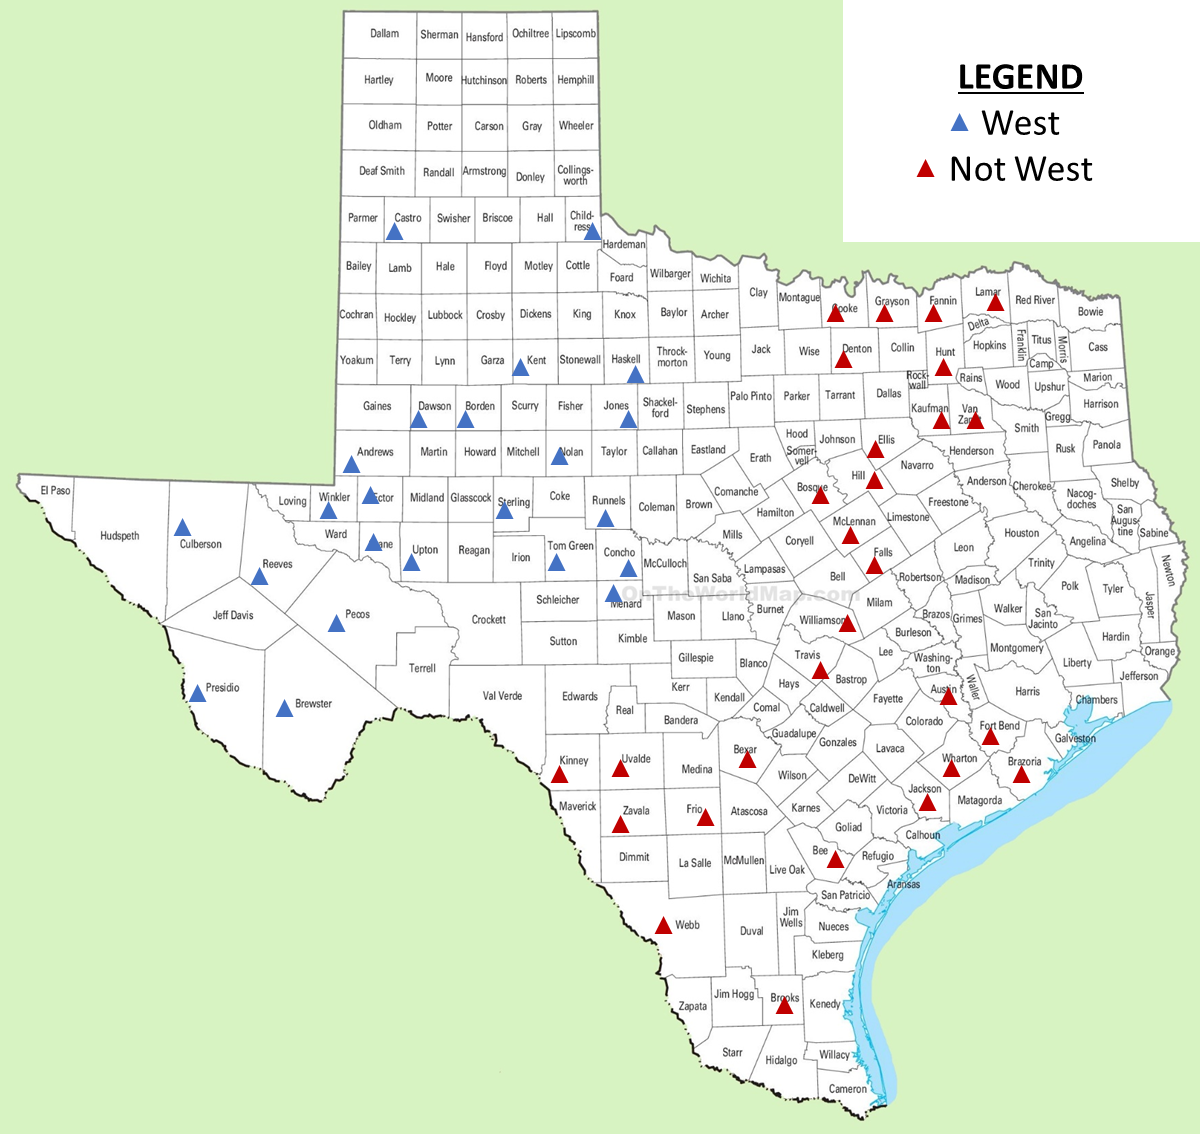 LEGEND
West
Not West
Dallam Sherman Hansford Ochiltree Lipscomb
Hartley Moore Hutchinson Roberts Hemphill
Oldham Potter Carson Gray Wheeler
Deaf Smith Randall Armstrong Donley Collings-
worth
Parmer Castro Swisher Briscoe Hall Child-
ress
Hardeman
Bailey Lamb Hale Floyd Motley Cottle Foard Wilbarger Wichita
Clay Montague Cooke Grayson Fannin Lamar Red River Bowie
Cochran Hockley Lubbock Crosby Dickens King Knox Baylor Archer
Delta Franklin Titus Morris Cass
Yoakum Terry Lynn Garza Kent Stonewall Haskell Throck-
morton Young Jack Wise Denton Collin Hunt Hopkins Camp
Rock-
wall Rains Wood Upshur Marion
Gaines Dawson Borden Scurry Fisher Jones Shackel-
ford Stephens Palo Pinto Parker Tarrant Dallas Kaufman Van
Zandt Smith Gregg Harrison
Andrews Martin Howard Mitchell Nolan Taylor Callahan Eastland Erath Hood
Somer-
vell Johnson Ellis Henderson Rusk Panola
El Paso Loving Winkler Ector Midland Glasscock Sterling Coke Runnels Coleman Brown Comanche Bosque Hill Navarro Anderson Cherokee Nacog-
doches Shelby
Hudspeth Culberson Ward Crane Upton Reagan Irion Tom Green Concho McCulloch Mills Hamilton McLennan Limestone Freestone Houston Angelina San
Augus-
tine Sabine
Reeves San Saba Lampasas Coryell Falls Leon Trinity Newton
Jeff Davis Pecos Crockett Schleicher Menard Mason Llano Burnet Bell Milam Robertson Madison Polk Tyler Jasper
OnTheWorldMap.com
Sutton Kimble Williamson Burleson Brazos Grimes Walker San
Jacinto Hardin
Presidio Brewster Terrell Val Verde Edwards Gillespie Blanco Travis Lee Washing-
ton Montgomery Liberty Orange
Real Kerr Kendall Hays Bastrop Fayette Austin Waller Harris Jefferson
Bandera Comal Caldwell Colorado Chambers
Kinney Uvalde Medina Bexar Guadalupe Gonzales Lavaca Wharton Fort Bend Galveston
Brazoria
Maverick Zavala Frio Atascosa Wilson Karnes DeWitt Victoria Jackson Matagorda
Goliad Calhoun
Dimmit La Salle McMullen Live Oak Bee Refugio
Aransas
San Patricio
Webb Duval Jim
Wells Nueces
Kleberg
Zapata Jim Hogg Brooks Kenedy
Starr Hidalgo Willacy
Cameron